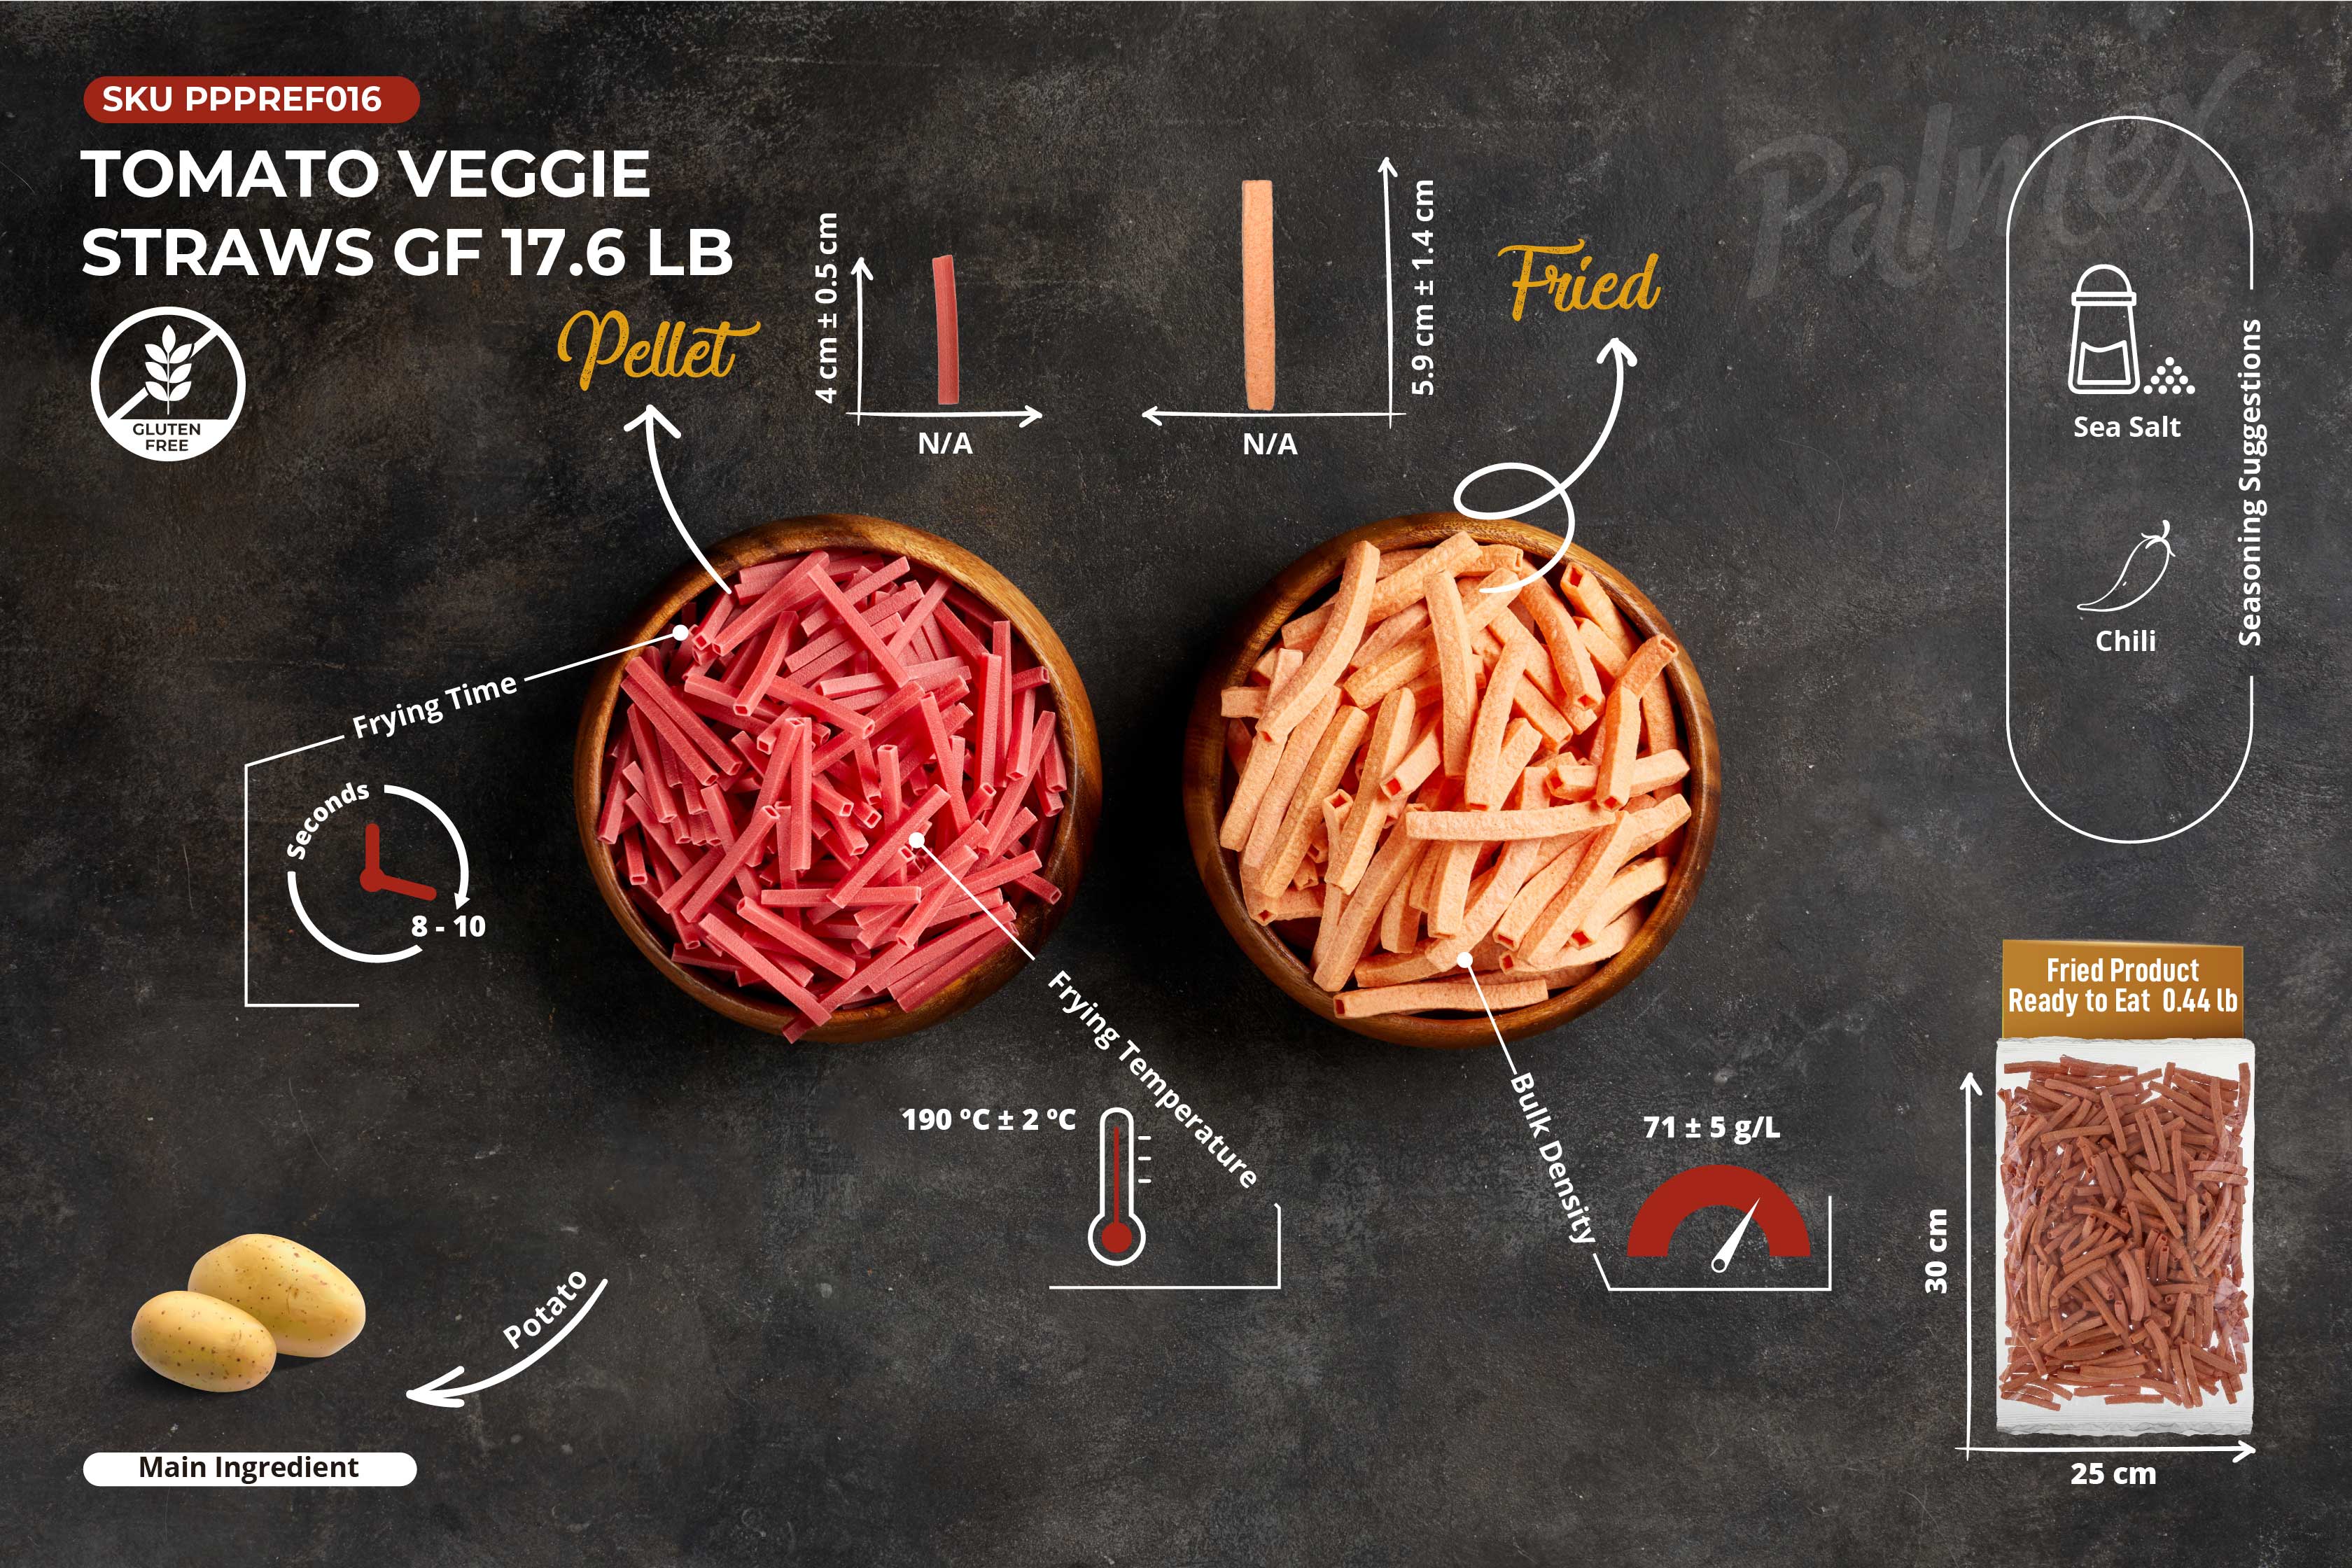 SKU PPPREF016
TOMATO VEGGIE
STRAWS GF 17.6 LB
GLUTEN
FREE
Pellet
4 cm ± 0.5 cm
N/A
5.9 cm ± 1.4 cm
N/A
Fried
Palmex
Sea Salt
Chili
Seasoning Suggestions
Frying Time
Seconds
8 - 10
Frying Temperature
190 ºC ± 2 ºC
Bulk Density
71 ± 5 g/L
Fried Product
Ready to Eat 0.44 lb
30 cm
25 cm
Potato
Main Ingredient